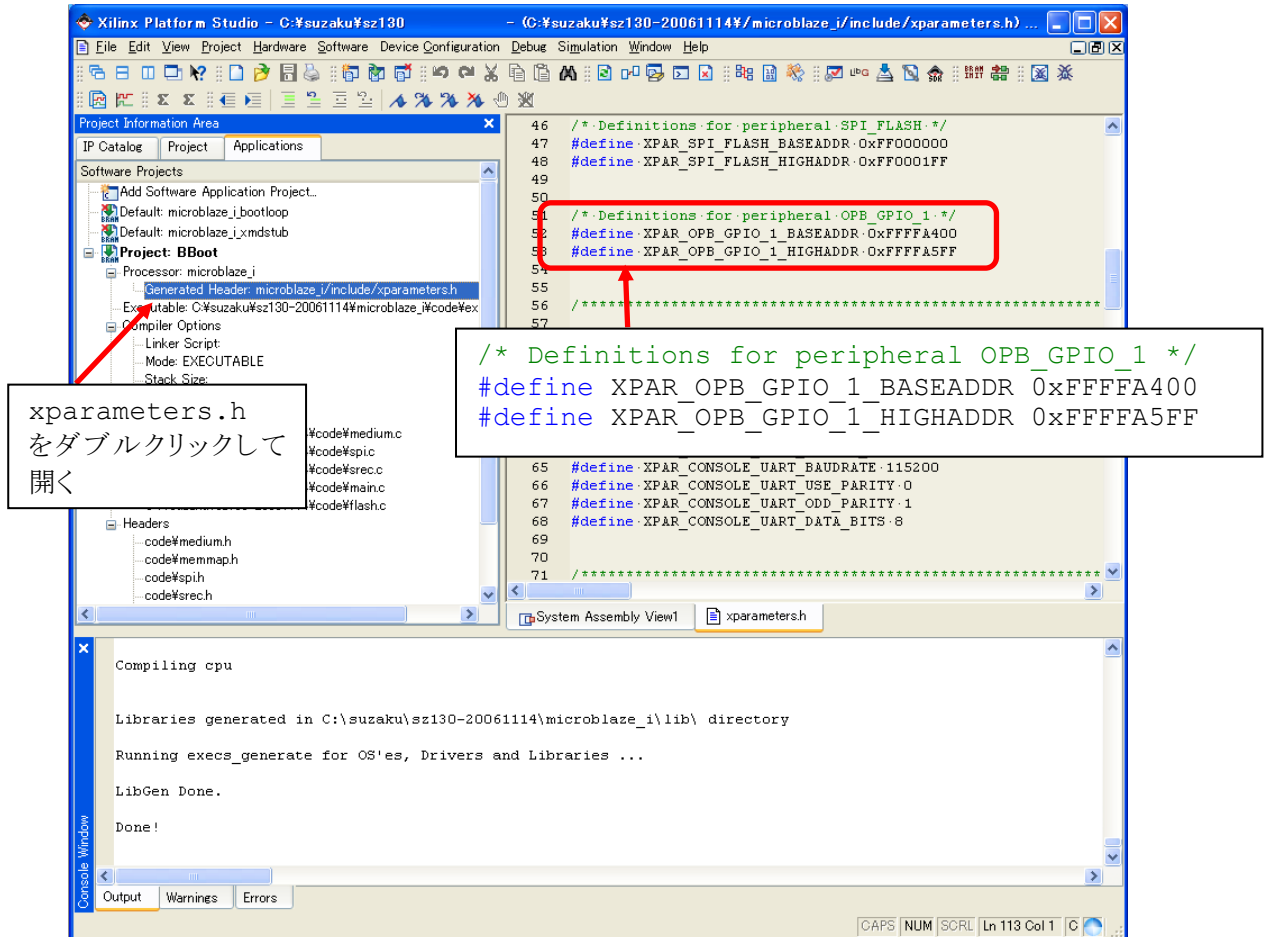 Xilinx Platform Studio - C:¥suzaku¥sz130 - (C:¥suzaku¥sz130-20061114¥/microblaze_i/include/xparameters.h) ...
File Edit View Project Hardware Software Device Configuration Debug Simulation Window Help
Project Information Area
IP Catalog Project Applications
Software Projects
Add Software Application Project...
Default: microblaze_i_bootloop
Default: microblaze_i_xmdstub
Project: BBoot
Processor: microblaze_i
Generated Header: microblaze_i/include/xparameters.h
Executable: C:¥suzaku¥sz130-20061114¥microblaze_i¥code¥ex
Compiler Options
Linker Script:
Mode: EXECUTABLE
Stack Size:
xparameters.h
をダブルクリックして
開く
¥code¥medium.c
¥code¥spi.c
¥code¥srec.c
¥code¥main.c
¥code¥flash.c
Headers
code¥medium.h
code¥memmap.h
code¥spi.h
code¥srec.h
46 /*·Definitions·for·peripheral·SPI_FLASH·*/
47 #define·XPAR_SPI_FLASH_BASEADDR·0xFF000000
48 #define·XPAR_SPI_FLASH_HIGHADDR·0xFF0001FF
49
50
51 /*·Definitions·for·peripheral·OPB_GPIO_1·*/
52 #define·XPAR_OPB_GPIO_1_BASEADDR·0xFFFFA400
53 #define·XPAR_OPB_GPIO_1_HIGHADDR·0xFFFFA5FF
54
55
56 /**********************************************************
57
/* Definitions for peripheral OPB_GPIO_1 */
#define XPAR_OPB_GPIO_1_BASEADDR 0xFFFFA400
#define XPAR_OPB_GPIO_1_HIGHADDR 0xFFFFA5FF
65 #define·XPAR_CONSOLE_UART_BAUDRATE·115200
66 #define·XPAR_CONSOLE_UART_USE_PARITY·0
67 #define·XPAR_CONSOLE_UART_ODD_PARITY·1
68 #define·XPAR_CONSOLE_UART_DATA_BITS·8
69
70
71 /**********************************************************
System Assembly View1 xparameters.h
Compiling cpu
Libraries generated in C:\suzaku\sz130-20061114\microblaze_i\lib\ directory
Running execs_generate for OS'es, Drivers and Libraries ...
LibGen Done.
Done!
Console Window
Output Warnings Errors
CAPS NUM SCRL Ln 113 Col 1 C